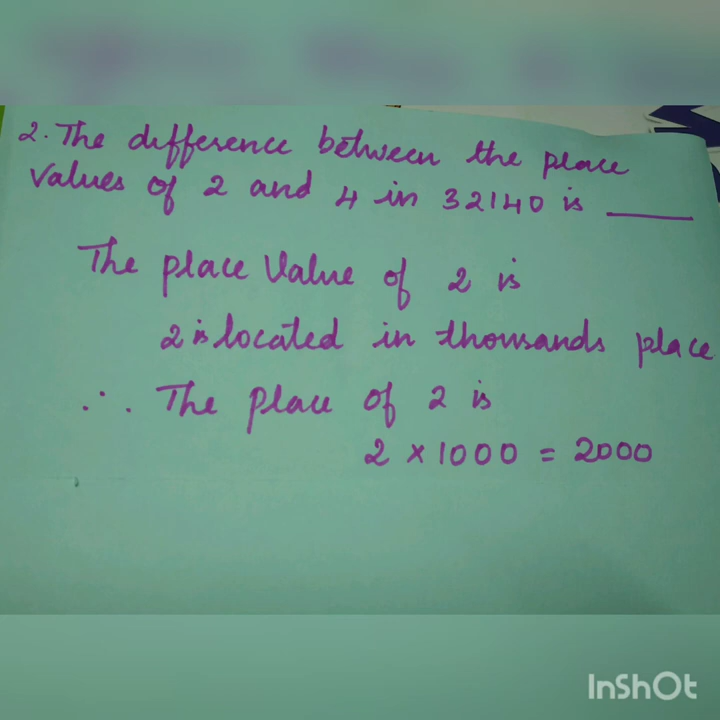 2. The difference between the place
values of 2 and 4 in 32140 is ______
The place Value of 2 is
2 is located in thousands place
∴ The place of 2 is
2 × 1000 = 2000
InShOt